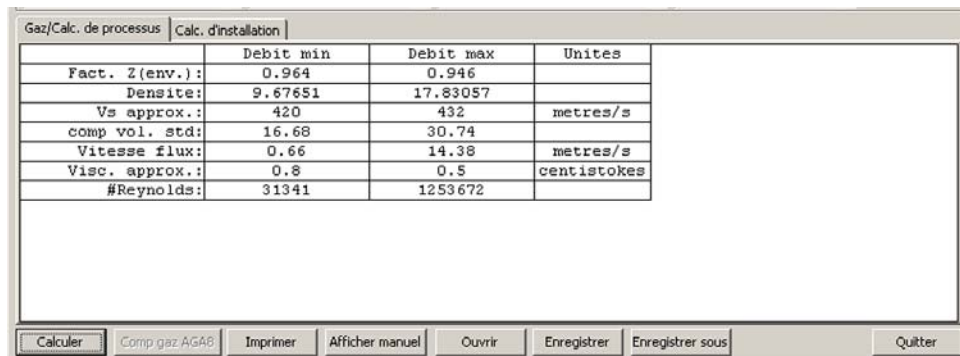 Gaz/Calc. de processus Calc. d'installation
Debit min Debit max Unites
Fact. Z(env.): 0.964 0.946
Densite: 9.67651 17.83057
Vs approx.: 420 432 metres/s
comp vol. std: 16.68 30.74
Vitesse flux: 0.66 14.38 metres/s
Visc. approx.: 0.8 0.5 centistokes
#Reynolds: 31341 1253672
Calculer Comp gaz AGA8 Imprimer Afficher manuel Ouvrir Enregistrer Enregistrer sous Quitter